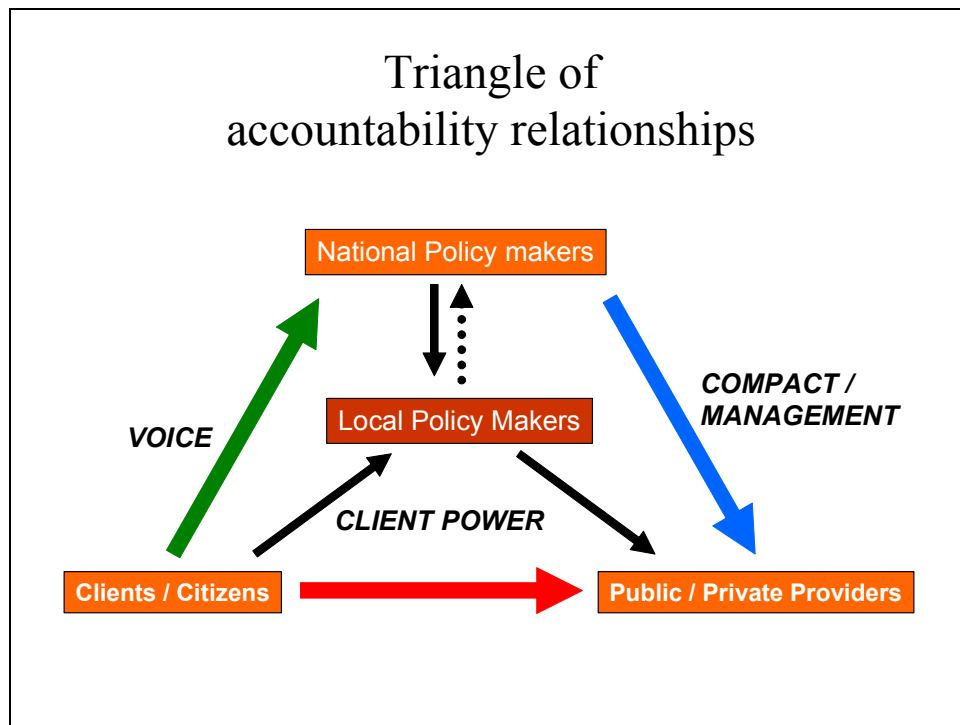 Triangle of
accountability relationships
National Policy makers
COMPACT /
MANAGEMENT
Local Policy Makers
VOICE
CLIENT POWER
Clients / Citizens
Public / Private Providers